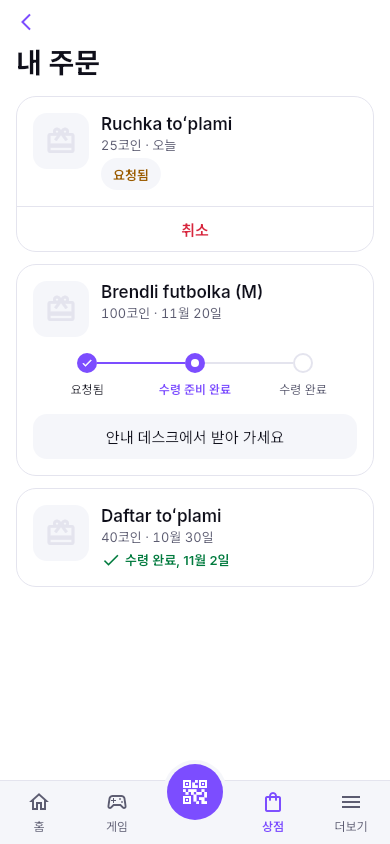 내 주문
Ruchka toʻplami
25코인 · 오늘
요청됨
취소
Brendli futbolka (M)
100코인 · 11월 20일
요청됨
수령 준비 완료
수령 완료
안내 데스크에서 받아 가세요
Daftar toʻplami
40코인 · 10월 30일
수령 완료, 11월 2일
홈
게임
상점
더보기